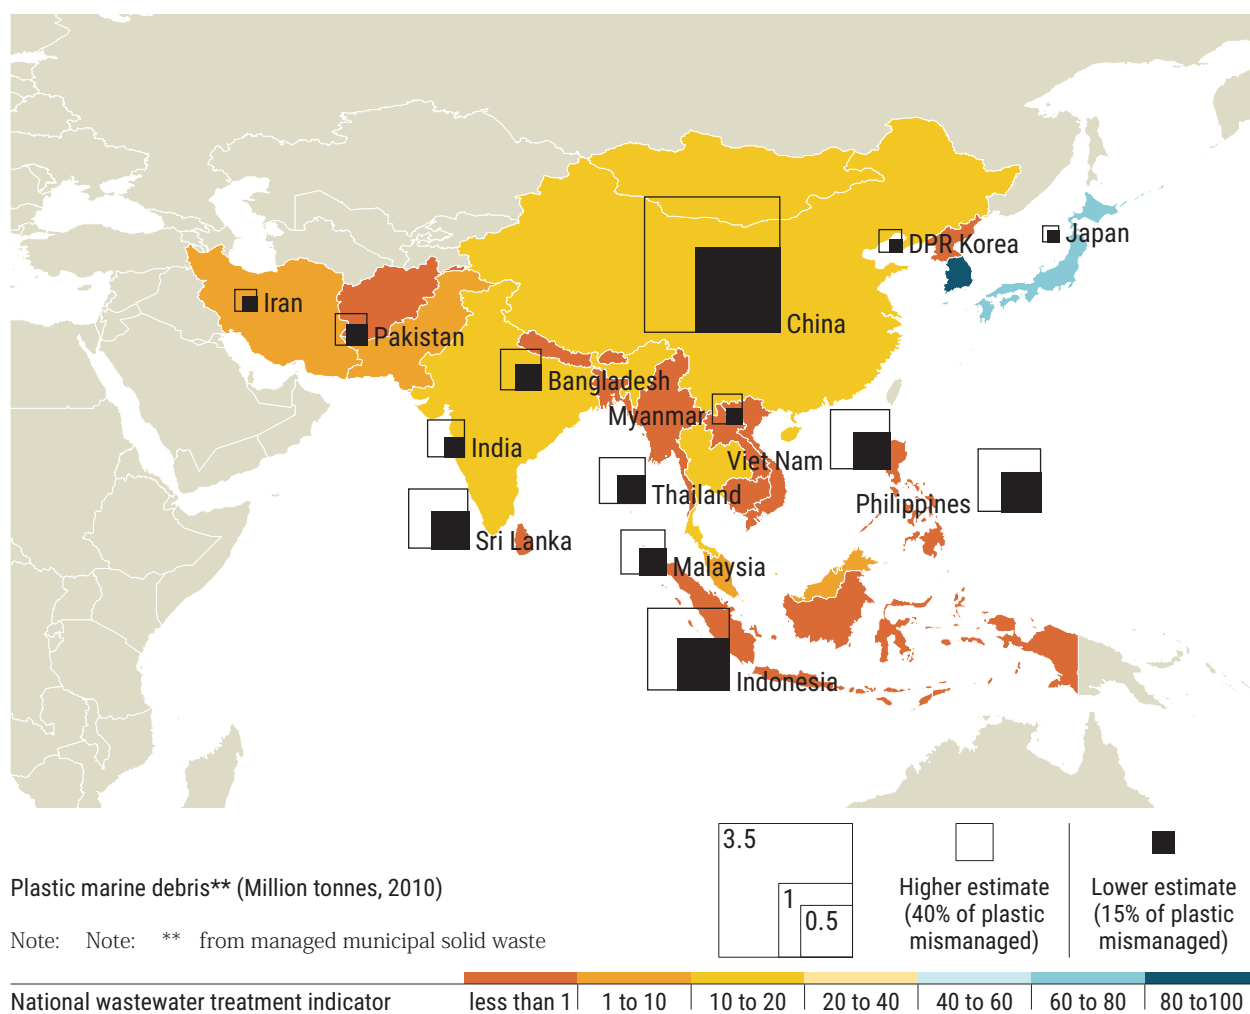 Japan
DPR Korea
Iran
China
Pakistan
Bangladesh
Myanmar
India
Viet Nam
Thailand
Philippines
Sri Lanka
Malaysia
Indonesia
3.5
1
0.5
Higher estimate
(40% of plastic
mismanaged)
Lower estimate
(15% of plastic
mismanaged)
Plastic marine debris** (Million tonnes, 2010)
Note: Note: ** from managed municipal solid waste
National wastewater treatment indicator
less than 1
1 to 10
10 to 20
20 to 40
40 to 60
60 to 80
80 to100